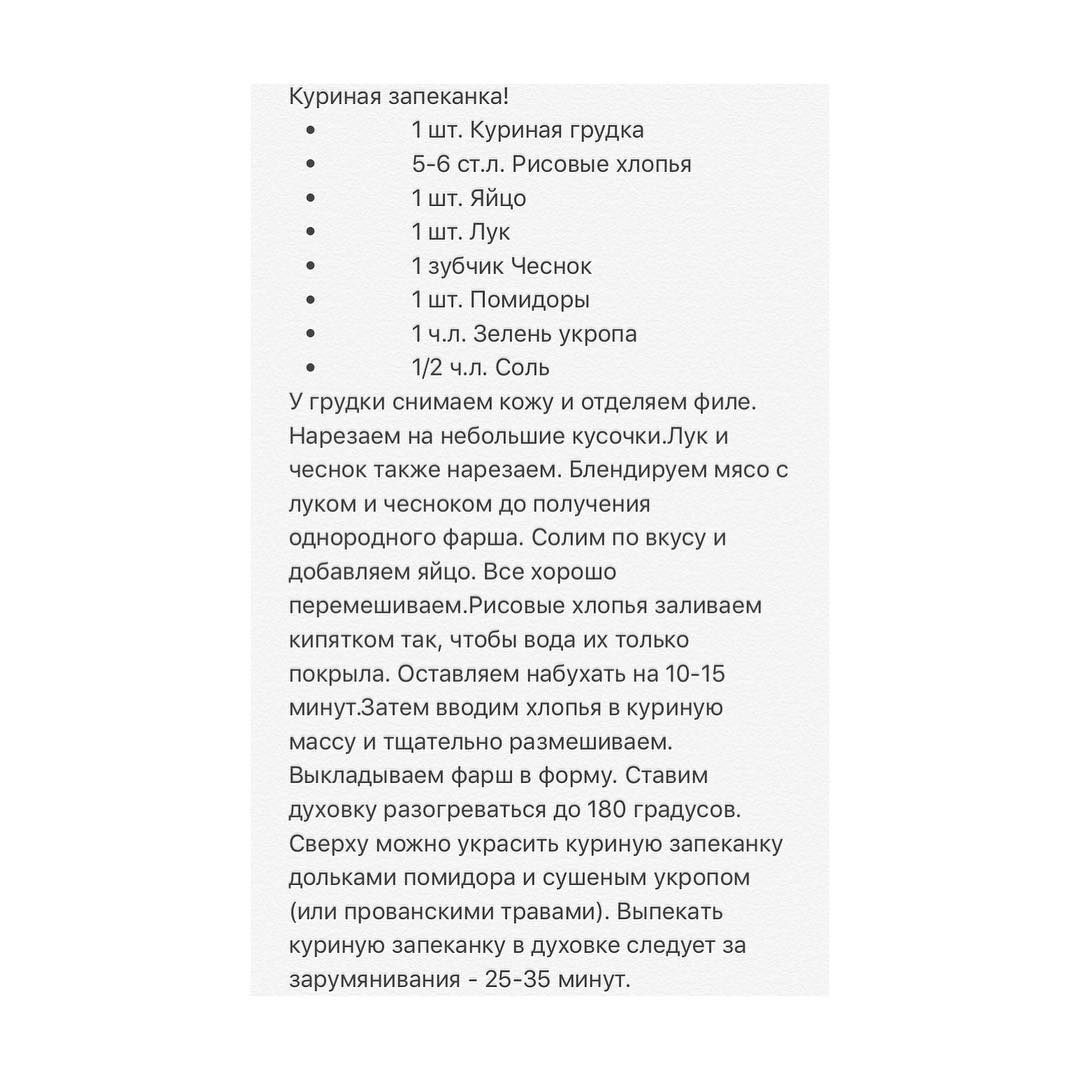 Куриная запеканка!
• 1 шт. Куриная грудка
• 5-6 ст.л. Рисовые хлопья
• 1 шт. Яйцо
• 1 шт. Лук
• 1 зубчик Чеснок
• 1 шт. Помидоры
• 1 ч.л. Зелень укропа
• 1/2 ч.л. Соль
У грудки снимаем кожу и отделяем филе.
Нарезаем на небольшие кусочки.Лук и
чеснок также нарезаем. Блендируем мясо с
луком и чесноком до получения
однородного фарша. Солим по вкусу и
добавляем яйцо. Все хорошо
перемешиваем.Рисовые хлопья заливаем
кипятком так, чтобы вода их только
покрыла. Оставляем набухать на 10-15
минут.Затем вводим хлопья в куриную
массу и тщательно размешиваем.
Выкладываем фарш в форму. Ставим
духовку разогреваться до 180 градусов.
Сверху можно украсить куриную запеканку
дольками помидора и сушеным укропом
(или прованскими травами). Выпекать
куриную запеканку в духовке следует за
зарумянивания - 25-35 минут.